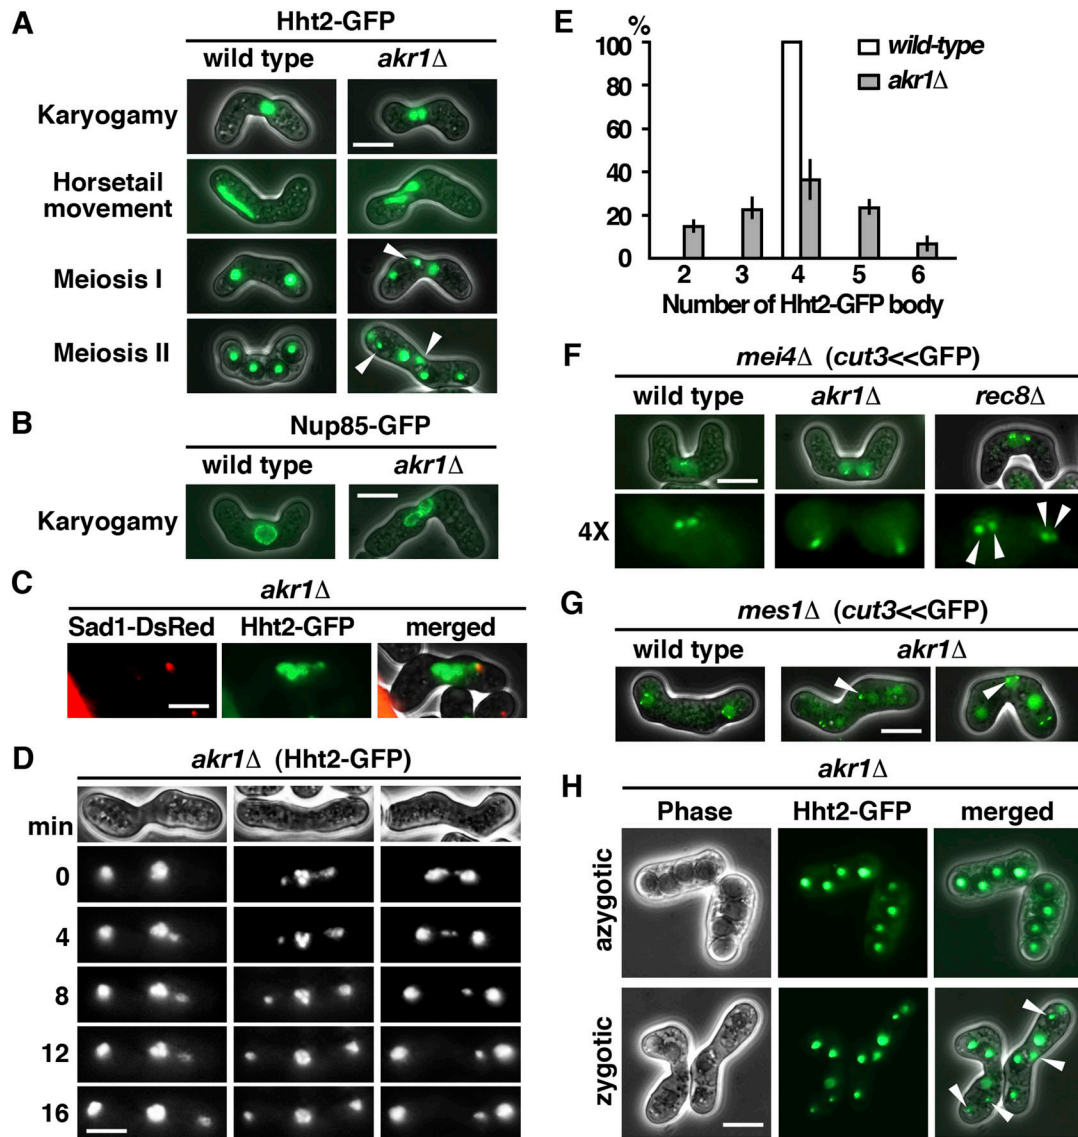 A
Hht2-GFP
wild type akr1Δ
Karyogamy
Horsetail
movement
Meiosis I
Meiosis II
B
Nup85-GFP
wild type akr1Δ
Karyogamy
C
akr1Δ
Sad1-DsRed Hht2-GFP merged
D
akr1Δ (Hht2-GFP)
min
0
4
8
12
16
E
%
100
80
60
40
20
0
wild-type
akr1Δ
2 3 4 5 6
Number of Hht2-GFP body
F
mei4Δ (cut3<<GFP)
wild type akr1Δ rec8Δ
4X
G
mes1Δ (cut3<<GFP)
wild type akr1Δ
H
akr1Δ
Phase Hht2-GFP merged
azygotic
zygotic